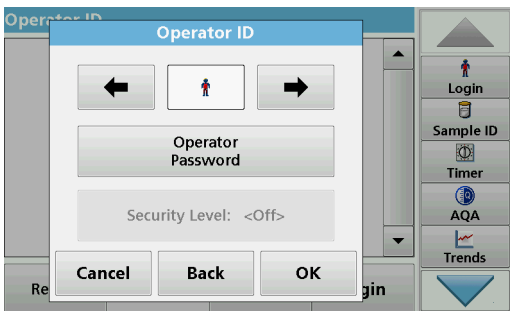 Operator ID
Operator ID
Operator
Password
Security Level: <Off>
Cancel
Back
OK
Login
Sample ID
Timer
AQA
Trends